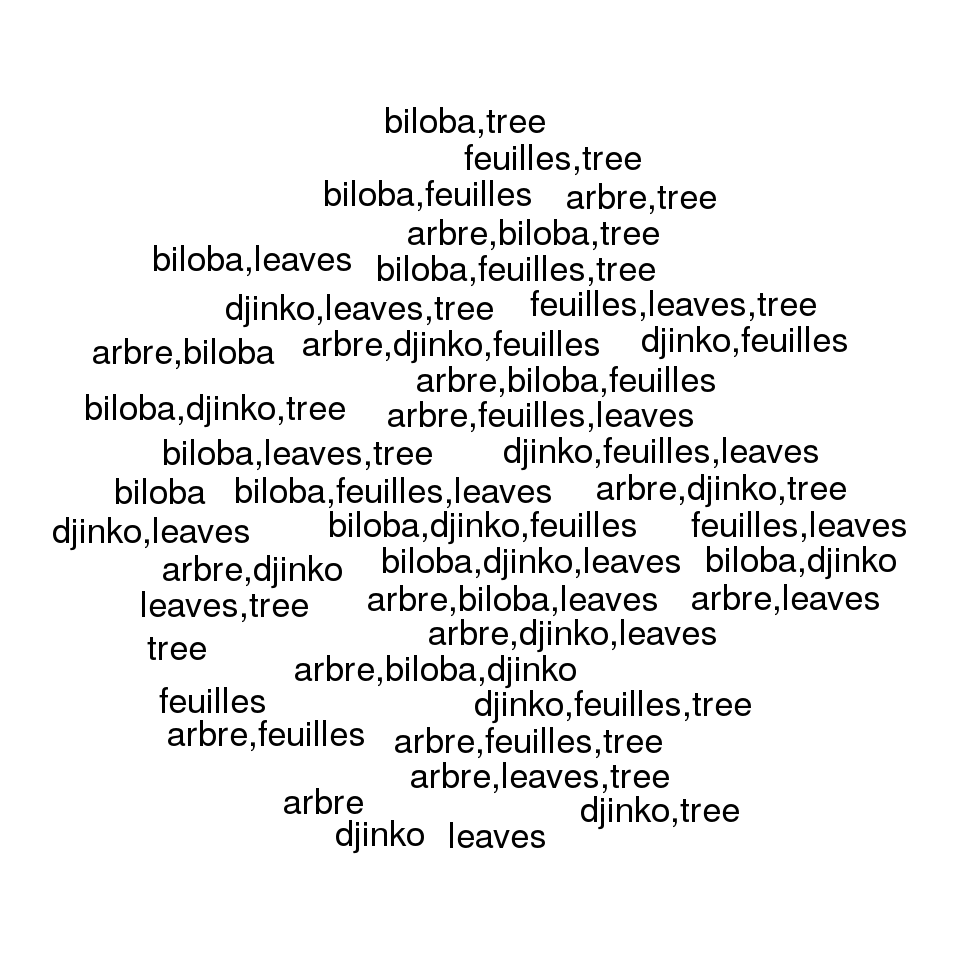 biloba,tree
feuilles,tree
biloba,feuilles
arbre,tree
arbre,biloba,tree
biloba,leaves
biloba,feuilles,tree
djinko,leaves,tree
feuilles,leaves,tree
arbre,biloba
arbre,djinko,feuilles
djinko,feuilles
arbre,biloba,feuilles
biloba,djinko,tree
arbre,feuilles,leaves
biloba,leaves,tree
djinko,feuilles,leaves
biloba
biloba,feuilles,leaves
arbre,djinko,tree
djinko,leaves
biloba,djinko,feuilles
feuilles,leaves
arbre,djinko
biloba,djinko,leaves
biloba,djinko
leaves,tree
arbre,biloba,leaves
arbre,leaves
arbre,djinko,leaves
tree
arbre,biloba,djinko
feuilles
djinko,feuilles,tree
arbre,feuilles
arbre,feuilles,tree
arbre,leaves,tree
arbre
djinko,tree
djinko
leaves